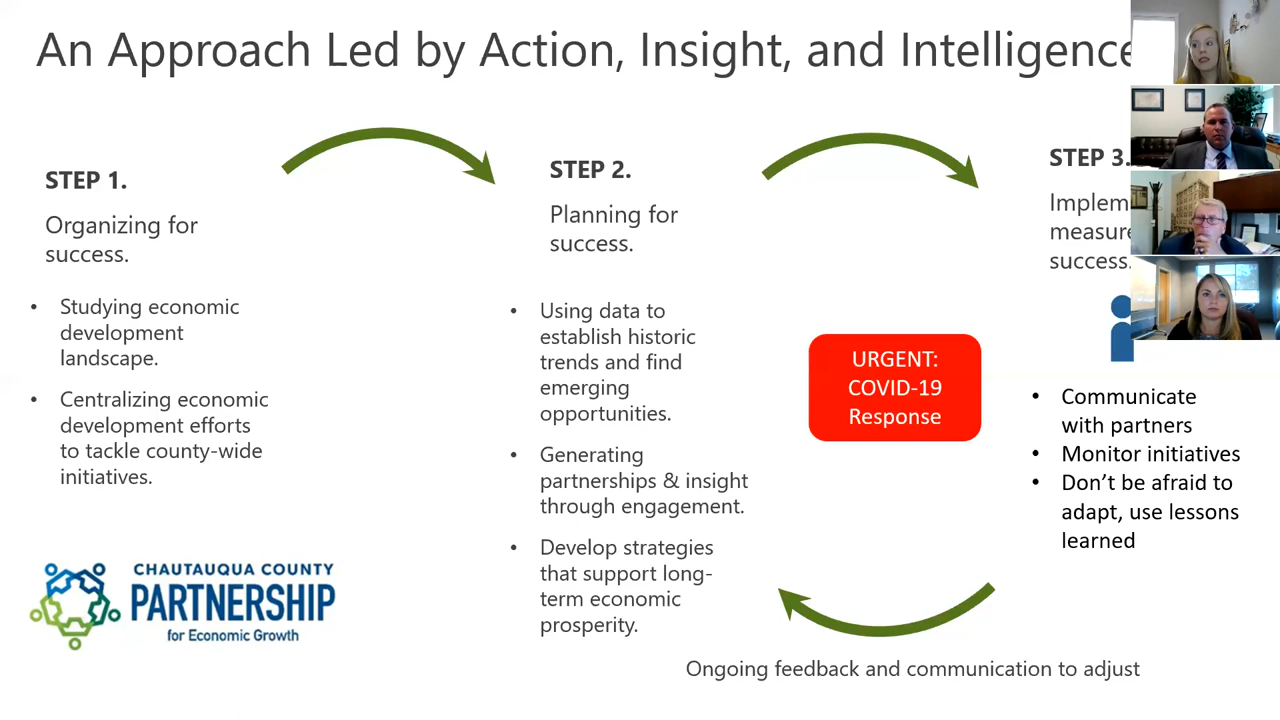 An Approach Led by Action, Insight, and Intelligence
STEP 1.
Organizing for
success.
• Studying economic
development
landscape.
• Centralizing economic
development efforts
to tackle county-wide
initiatives.
CHAUTAUQUA COUNTY
PARTNERSHIP
for Economic Growth
STEP 2.
Planning for
success.
• Using data to
establish historic
trends and find
emerging
opportunities.
• Generating
partnerships & insight
through engagement.
• Develop strategies
that support long-
term economic
prosperity.
URGENT:
COVID-19
Response
STEP 3.
success.
• Communicate
with partners
• Monitor initiatives
• Don’t be afraid to
adapt, use lessons
learned
Ongoing feedback and communication to adjust